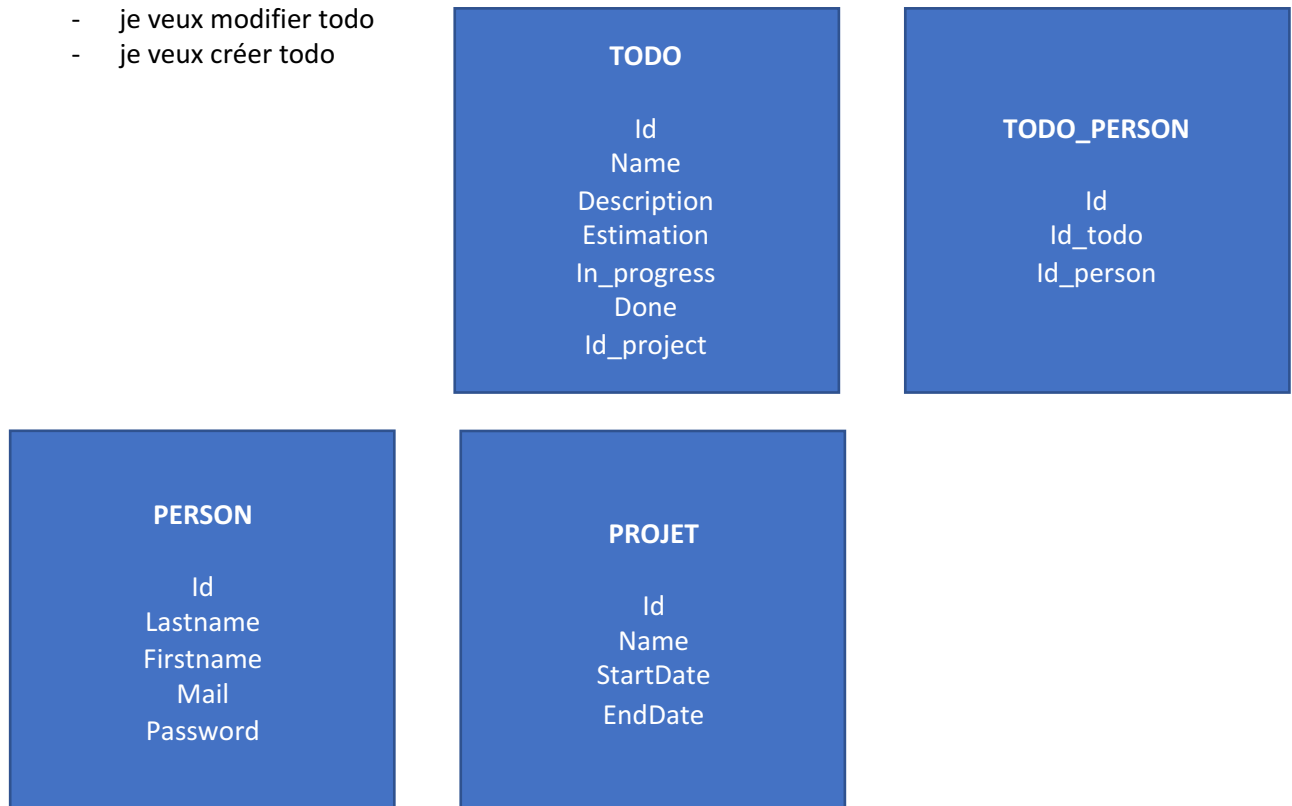 - je veux modifier todo
- je veux créer todo
TODO
Id
Name
Description
Estimation
In_progress
Done
Id_project
TODO_PERSON
Id
Id_todo
Id_person
PERSON
Id
Lastname
Firstname
Mail
Password
PROJET
Id
Name
StartDate
EndDate